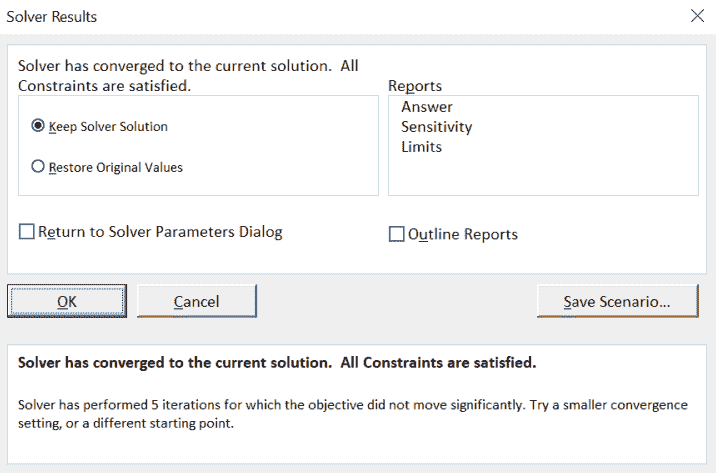 Solver Results
Solver has converged to the current solution.  All
Constraints are satisfied.
Reports
Answer
Sensitivity
Limits
Keep Solver Solution
Restore Original Values
Return to Solver Parameters Dialog
Outline Reports
OK
Cancel
Save Scenario...
Solver has converged to the current solution.  All Constraints are satisfied.
Solver has performed 5 iterations for which the objective did not move significantly. Try a smaller convergence
setting, or a different starting point.